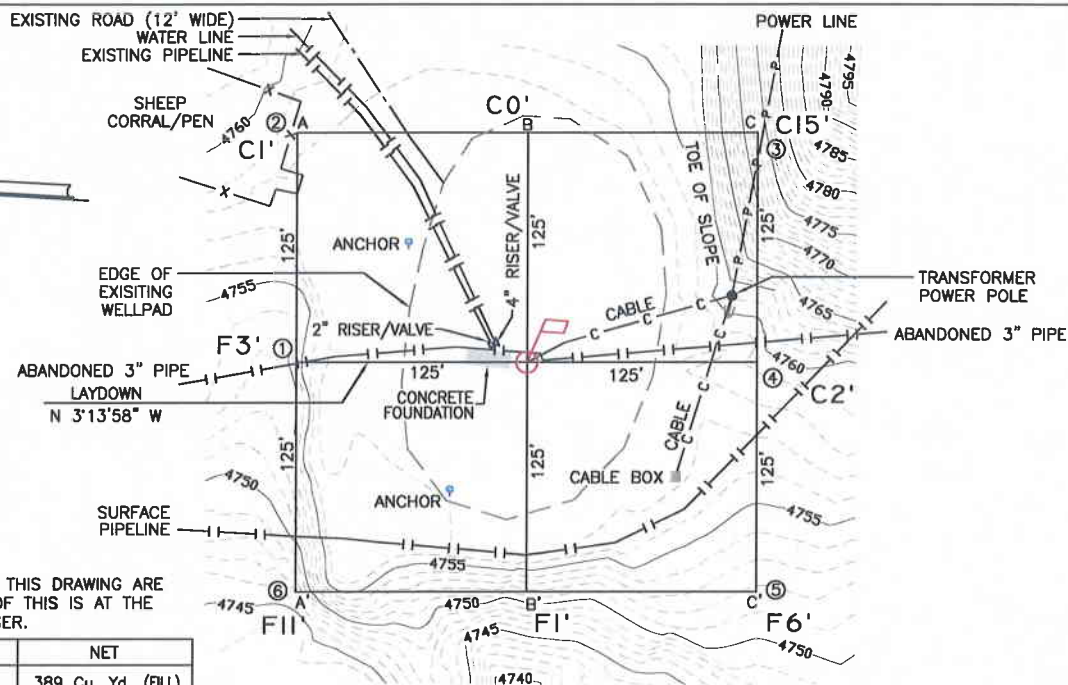 EXISTING ROAD (12' WIDE)
WATER LINE
EXISTING PIPELINE
POWER LINE
SHEEP
CORRAL/PEN
4760
② A
C1'
C0'
B
C
C15'
③
4795
4790
4785
4780
4775
4770
4765
4760
TOE OF SLOPE
125'
125'
125'
4" RISER/VALVE
ANCHOR
EDGE OF
EXISITING
WELLPAD
4755
2" RISER/VALVE
CABLE
C C C
P P P P
TRANSFORMER
POWER POLE
F3' ①
ABANDONED 3" PIPE
ABANDONED 3" PIPE
LAYDOWN
N 3°13'58" W
125'
125'
CONCRETE
FOUNDATION
④
C2'
CABLE
C C C
125'
125'
125'
CABLE BOX
4750
ANCHOR
SURFACE
PIPELINE
4755
4755
THIS DRAWING ARE
OF THIS IS AT THE
SER.
⑥ A'
B'
C' ⑤
4745
F11'
4750
F1'
F6'
4745
4750
4740
NET
389 Cu. Yd. (FILL)